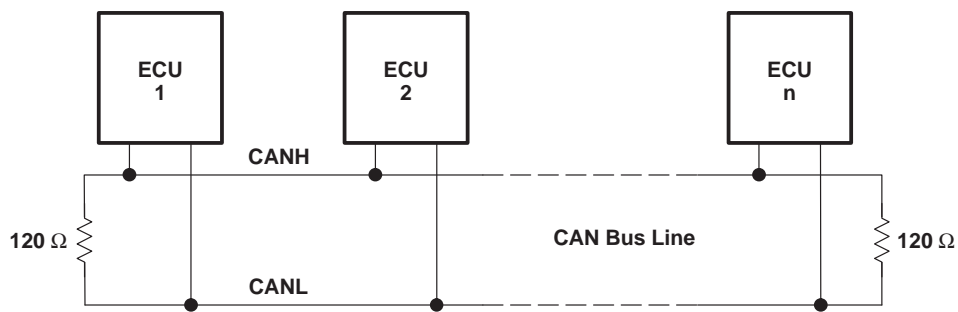 ECU
1
ECU
2
ECU
n
CANH
120 Ω
CAN Bus Line
120 Ω
CANL